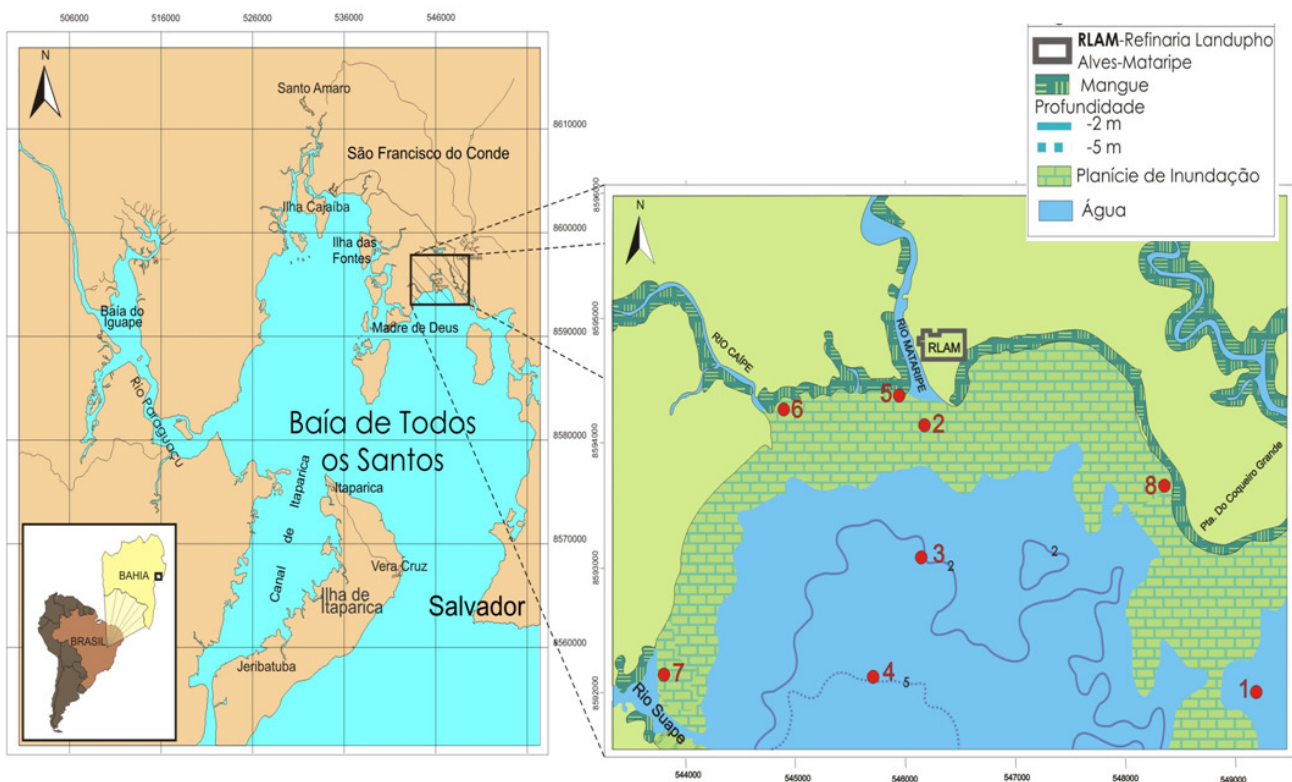 506000
516000
526000
536000
546000
N
Santo Amaro
8610000
São Francisco do Conde
Ilha Cajaíba
8600000
Ilha das
Fontes
Baía do
Iguape
8590000
Madre de Deus
Rio Paraguaçu
Baía de Todos
os Santos
8580000
Canal de Itaparica
Itaparica
8570000
Vera Cruz
Ilha de
Itaparica
Salvador
8560000
Jeribatuba
BAHIA
BRASIL
RLAM-Refinaria Landupho
Alves-Mataripe
Mangue
Profundidade
-2 m
-5 m
Planície de Inundação
Água
N
8596000
8595000
8594000
8593000
8592000
RIO CAÍPE
RIO MATARIPE
RLAM
6
5
2
8
Pta. Do Coqueiro Grande
3
2
2
7
4
5
1
Rio Suape
544000
545000
546000
547000
548000
549000